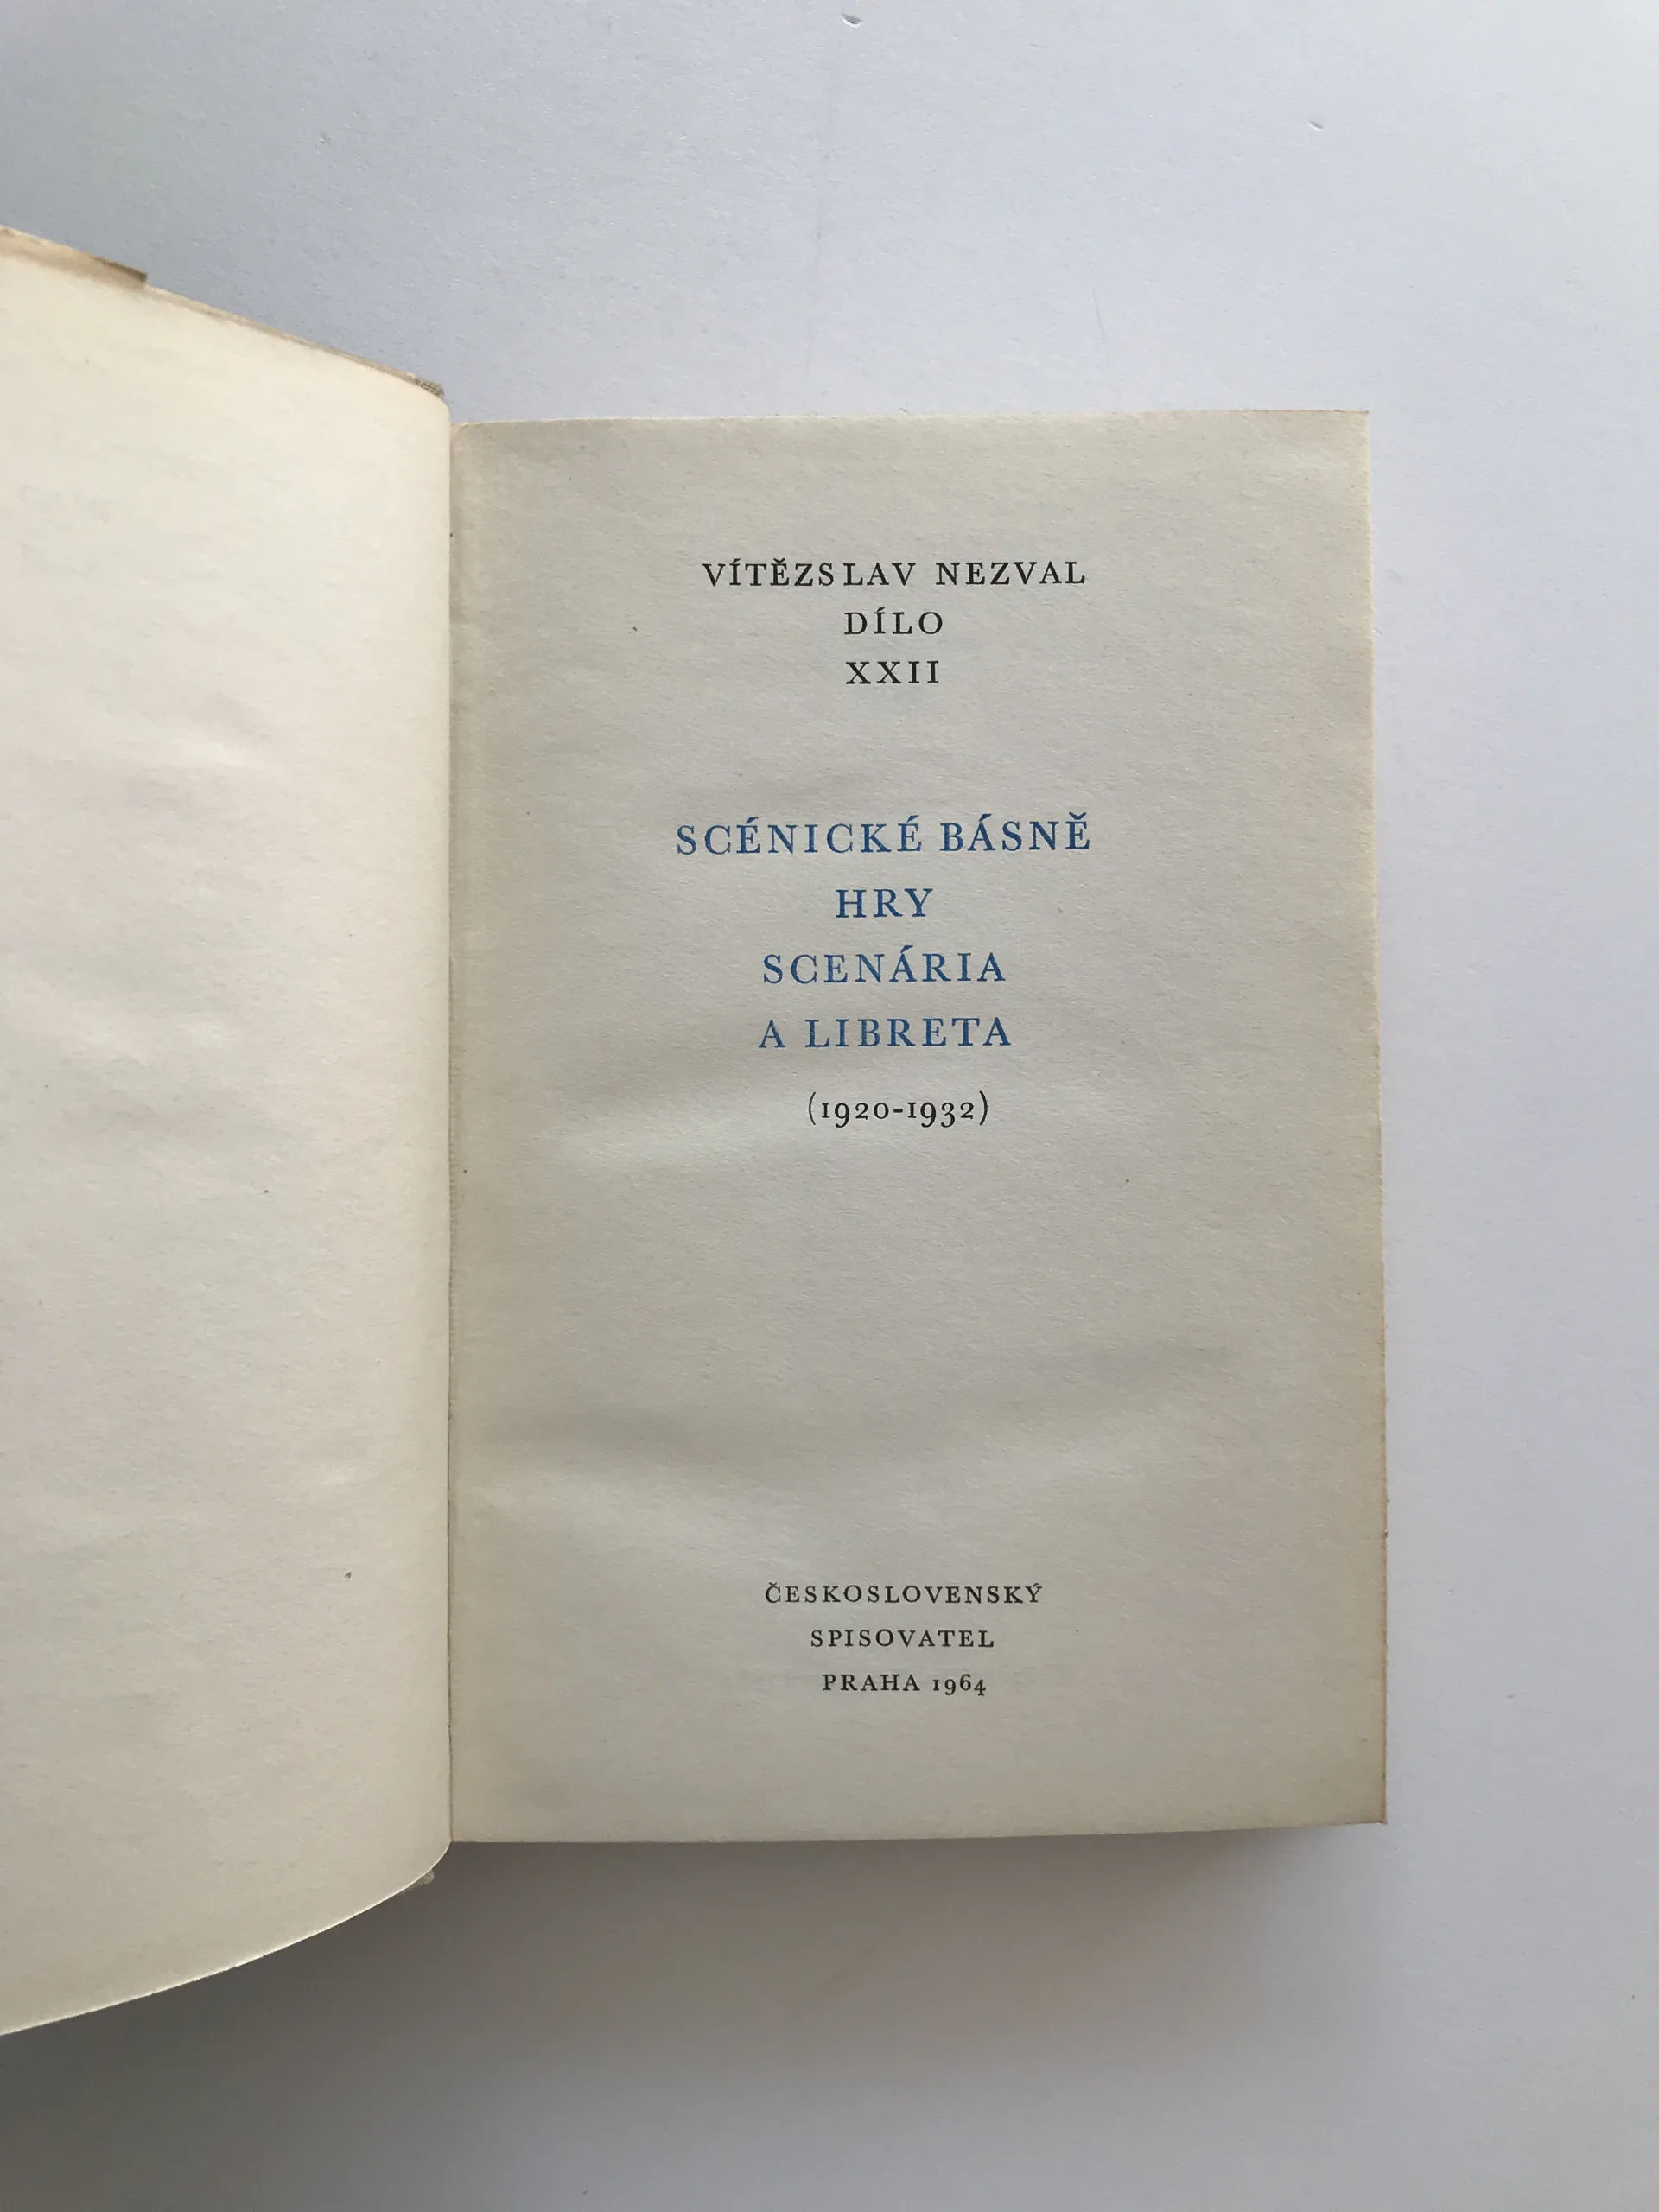 VÍTĚZSLAV NEZVAL
DÍLO
XXII
SCÉNICKÉ BÁSNĚ
HRY
SCENÁRIA
A LIBRETA
(1920-1932)
ČESKOSLOVENSKÝ
SPISOVATEL
PRAHA 1964